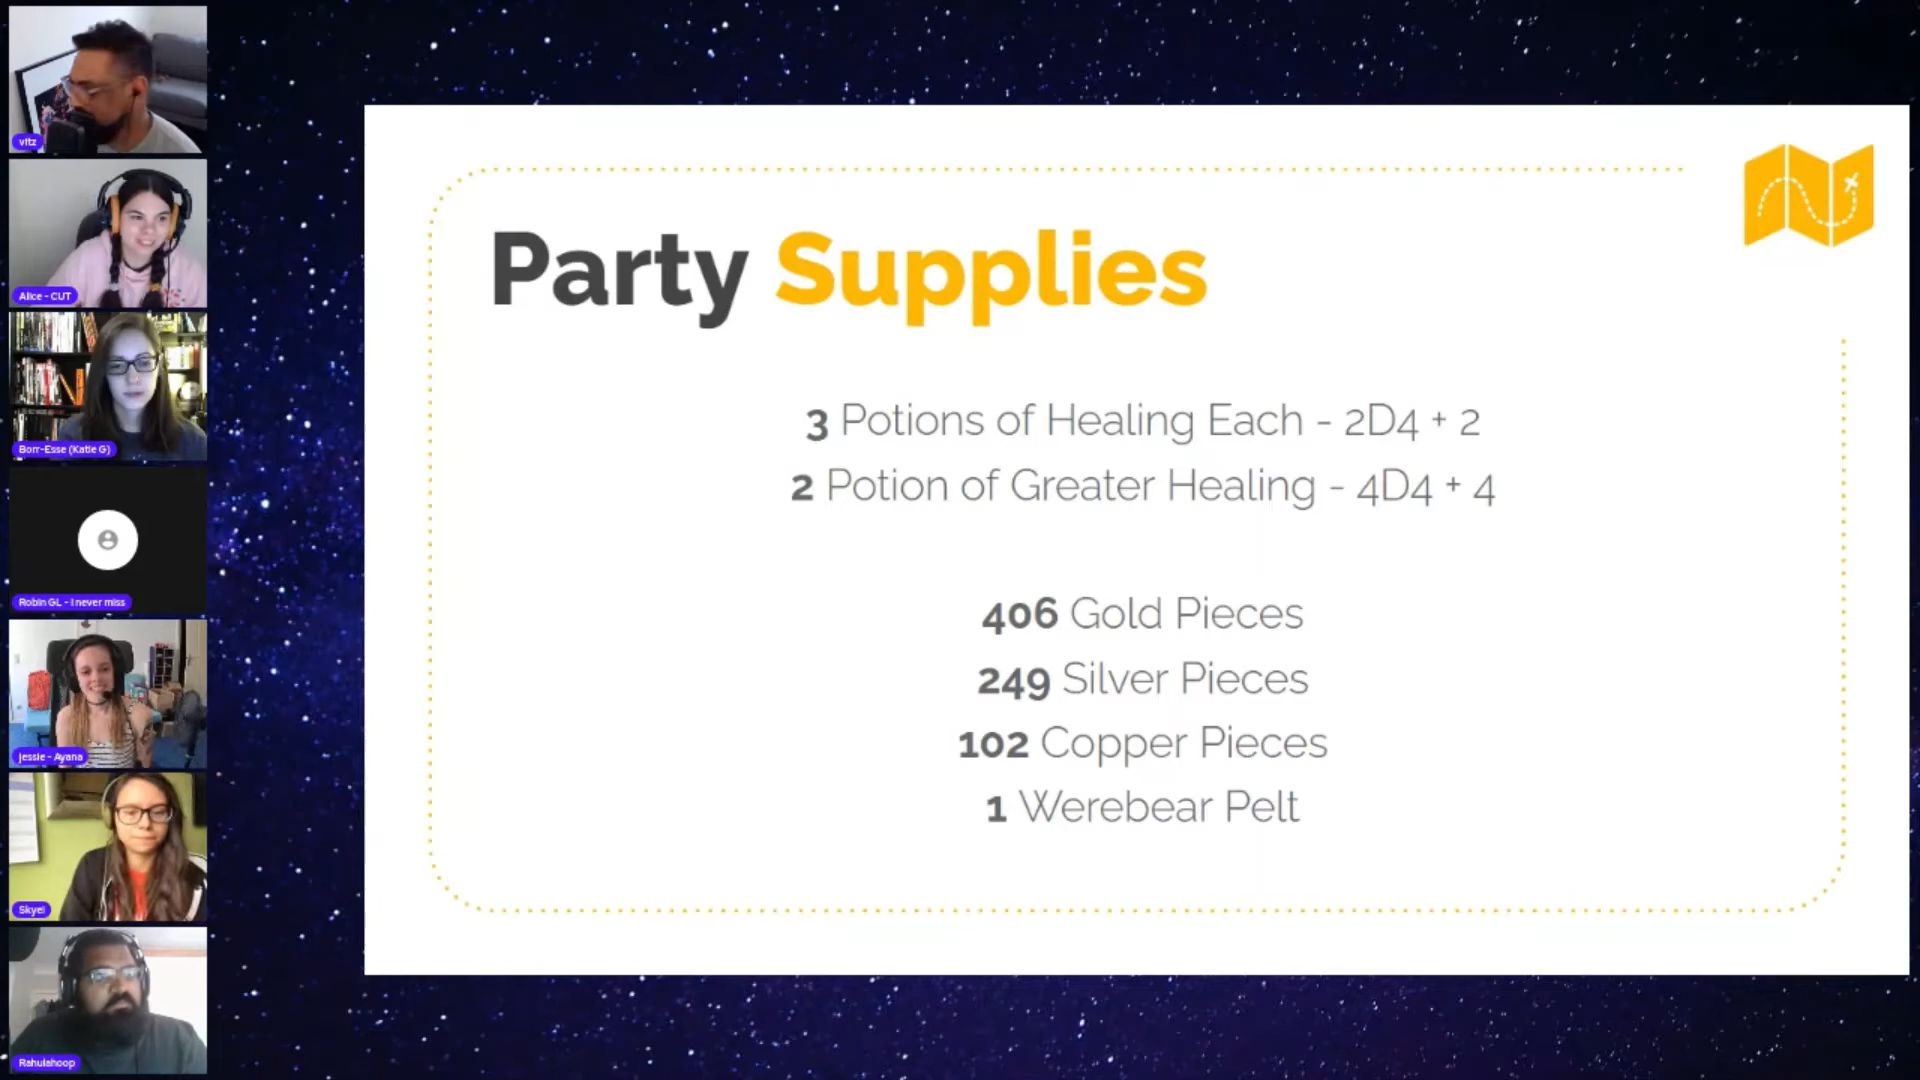 vitz
Alice - CUT
Borr-Esse (Katie G)
Robin GL - I never miss
Jessie - Ayana
Skyel
Rahulahoop
Party Supplies
3 Potions of Healing Each - 2D4 + 2
2 Potion of Greater Healing - 4D4 + 4
406 Gold Pieces
249 Silver Pieces
102 Copper Pieces
1 Werebear Pelt